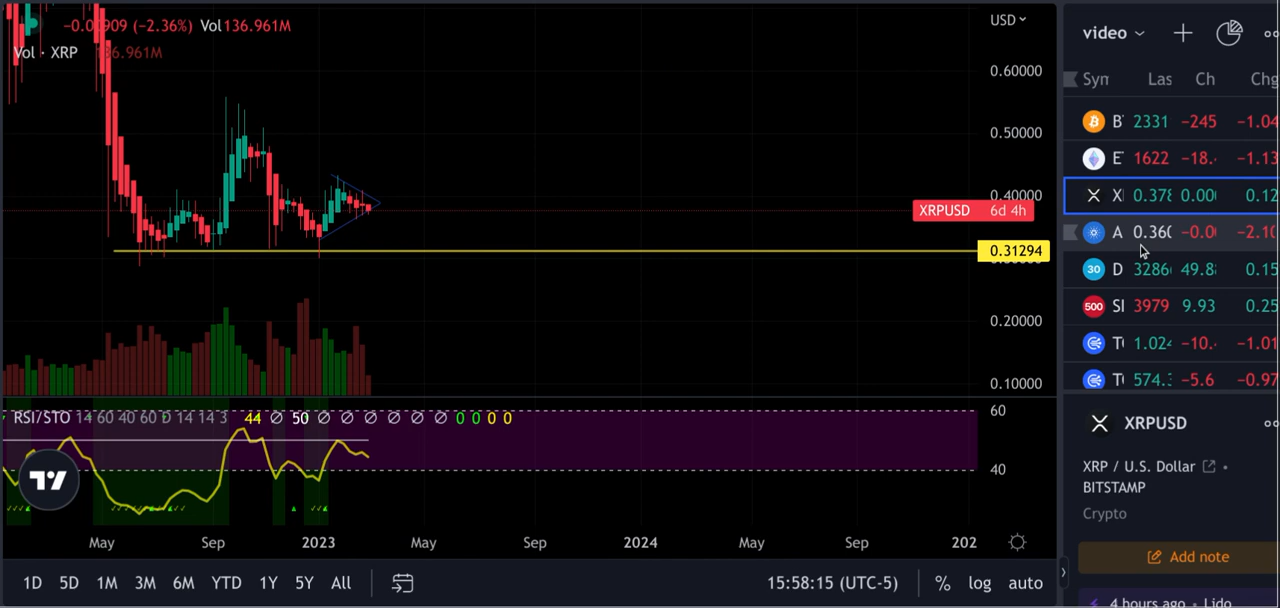 −0.01909 (−2.36%) Vol 136.961M
Vol · XRP 136.961M
USD
0.60000
0.50000
0.40000
XRPUSD 6d 4h
0.31294
0.20000
0.10000
RSI/STO 14 60 40 60 D 14 14 3 44 ∅ 50 ∅ ∅ ∅ ∅ ∅ ∅ 0 0 0 0
60
40
May Sep 2023 May Sep 2024 May Sep 202
1D 5D 1M 3M 6M YTD 1Y 5Y All 15:58:15 (UTC-5) % log auto
video
Syn Las Ch Chg
B 2331 −245 −1.04
E 1622 −18. −1.13
X 0.378 0.00 0.12
A 0.360 −0.0 −2.10
30 D 3286 49.8 0.15
500 SI 3979 9.93 0.25
T 1.024 −10. −1.01
T 574. −5.6 −0.97
XRPUSD
XRP / U.S. Dollar
BITSTAMP
Crypto
Add note
4 hours ago · Lido